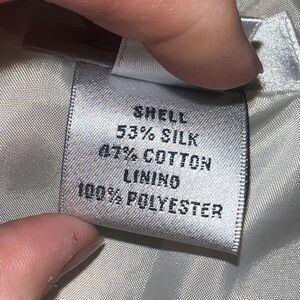 SHELL
53% SILK
47% COTTON
LINING
100% POLYESTER